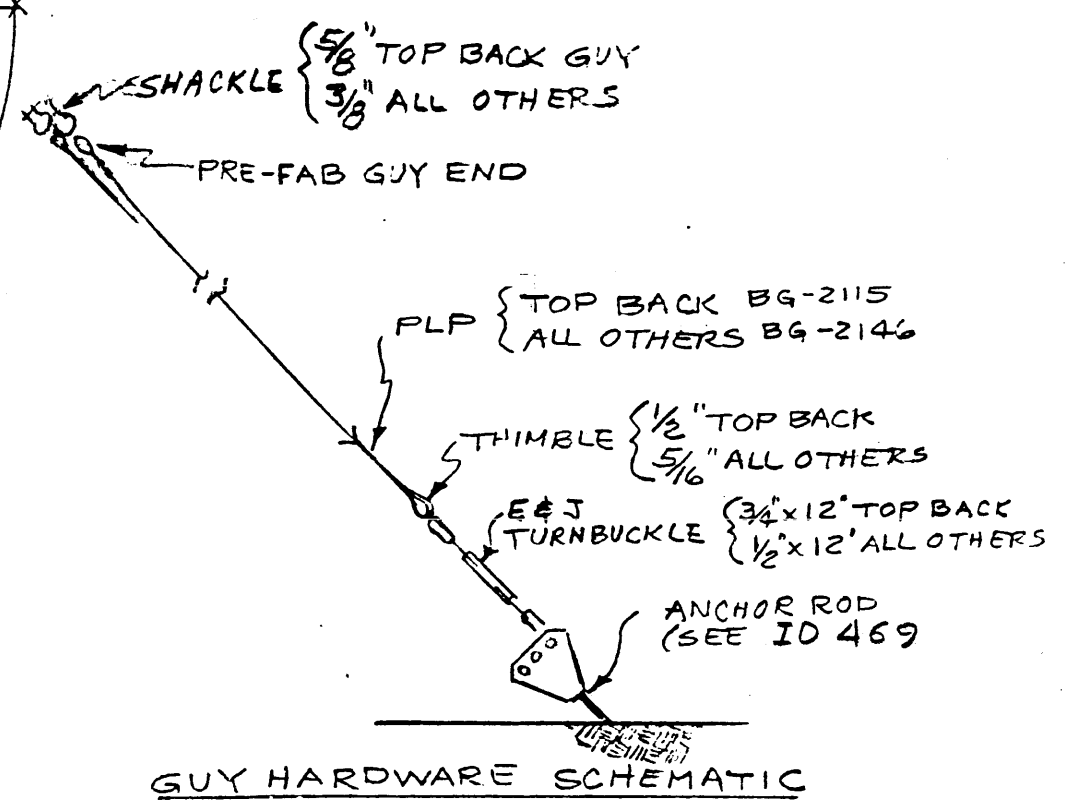 SHACKLE { 5/8" TOP BACK GUY
3/8" ALL OTHERS
PRE-FAB GUY END
PLP { TOP BACK BG-2115
ALL OTHERS BG-2146
THIMBLE { 1/2" TOP BACK
5/16" ALL OTHERS
E & J
TURNBUCKLE { 3/4" x 12" TOP BACK
1/2" x 12" ALL OTHERS
ANCHOR ROD
(SEE ID 469
GUY HARDWARE SCHEMATIC